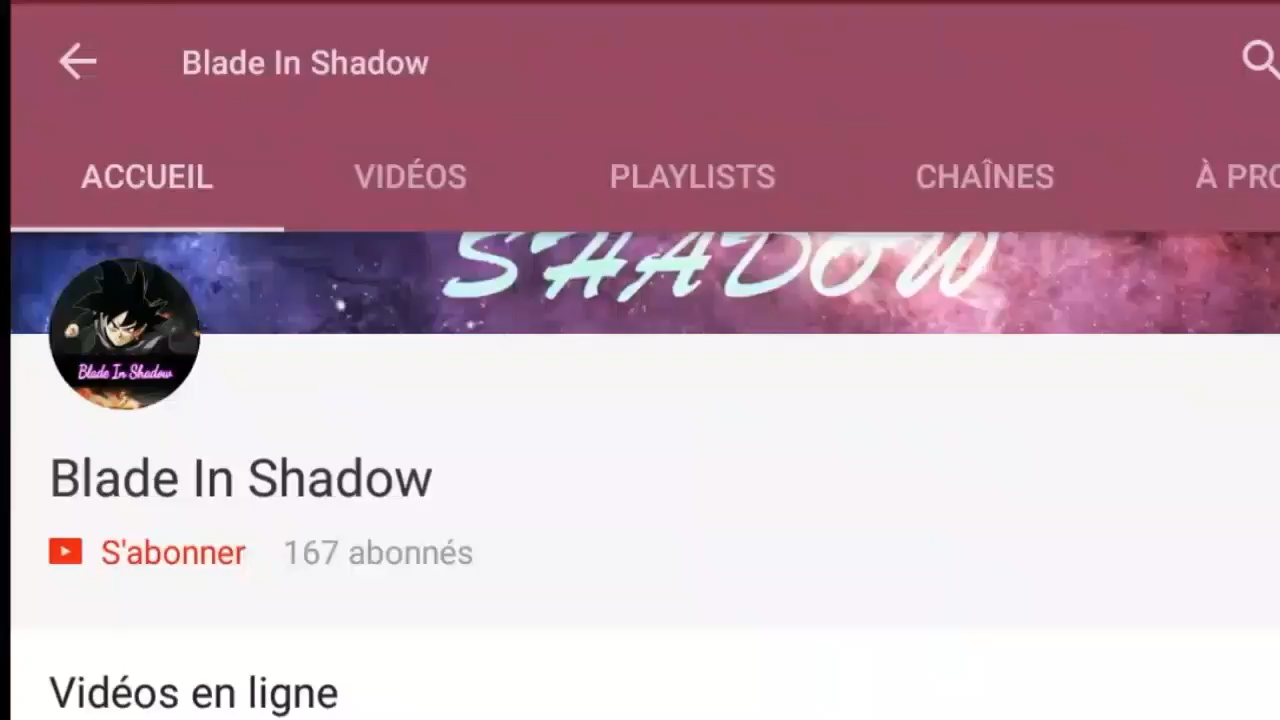 Blade In Shadow
ACCUEIL VIDÉOS PLAYLISTS CHAÎNES À PRO
SHADOW
Blade In Shadow
Blade In Shadow
S'abonner 167 abonnés
Vidéos en ligne